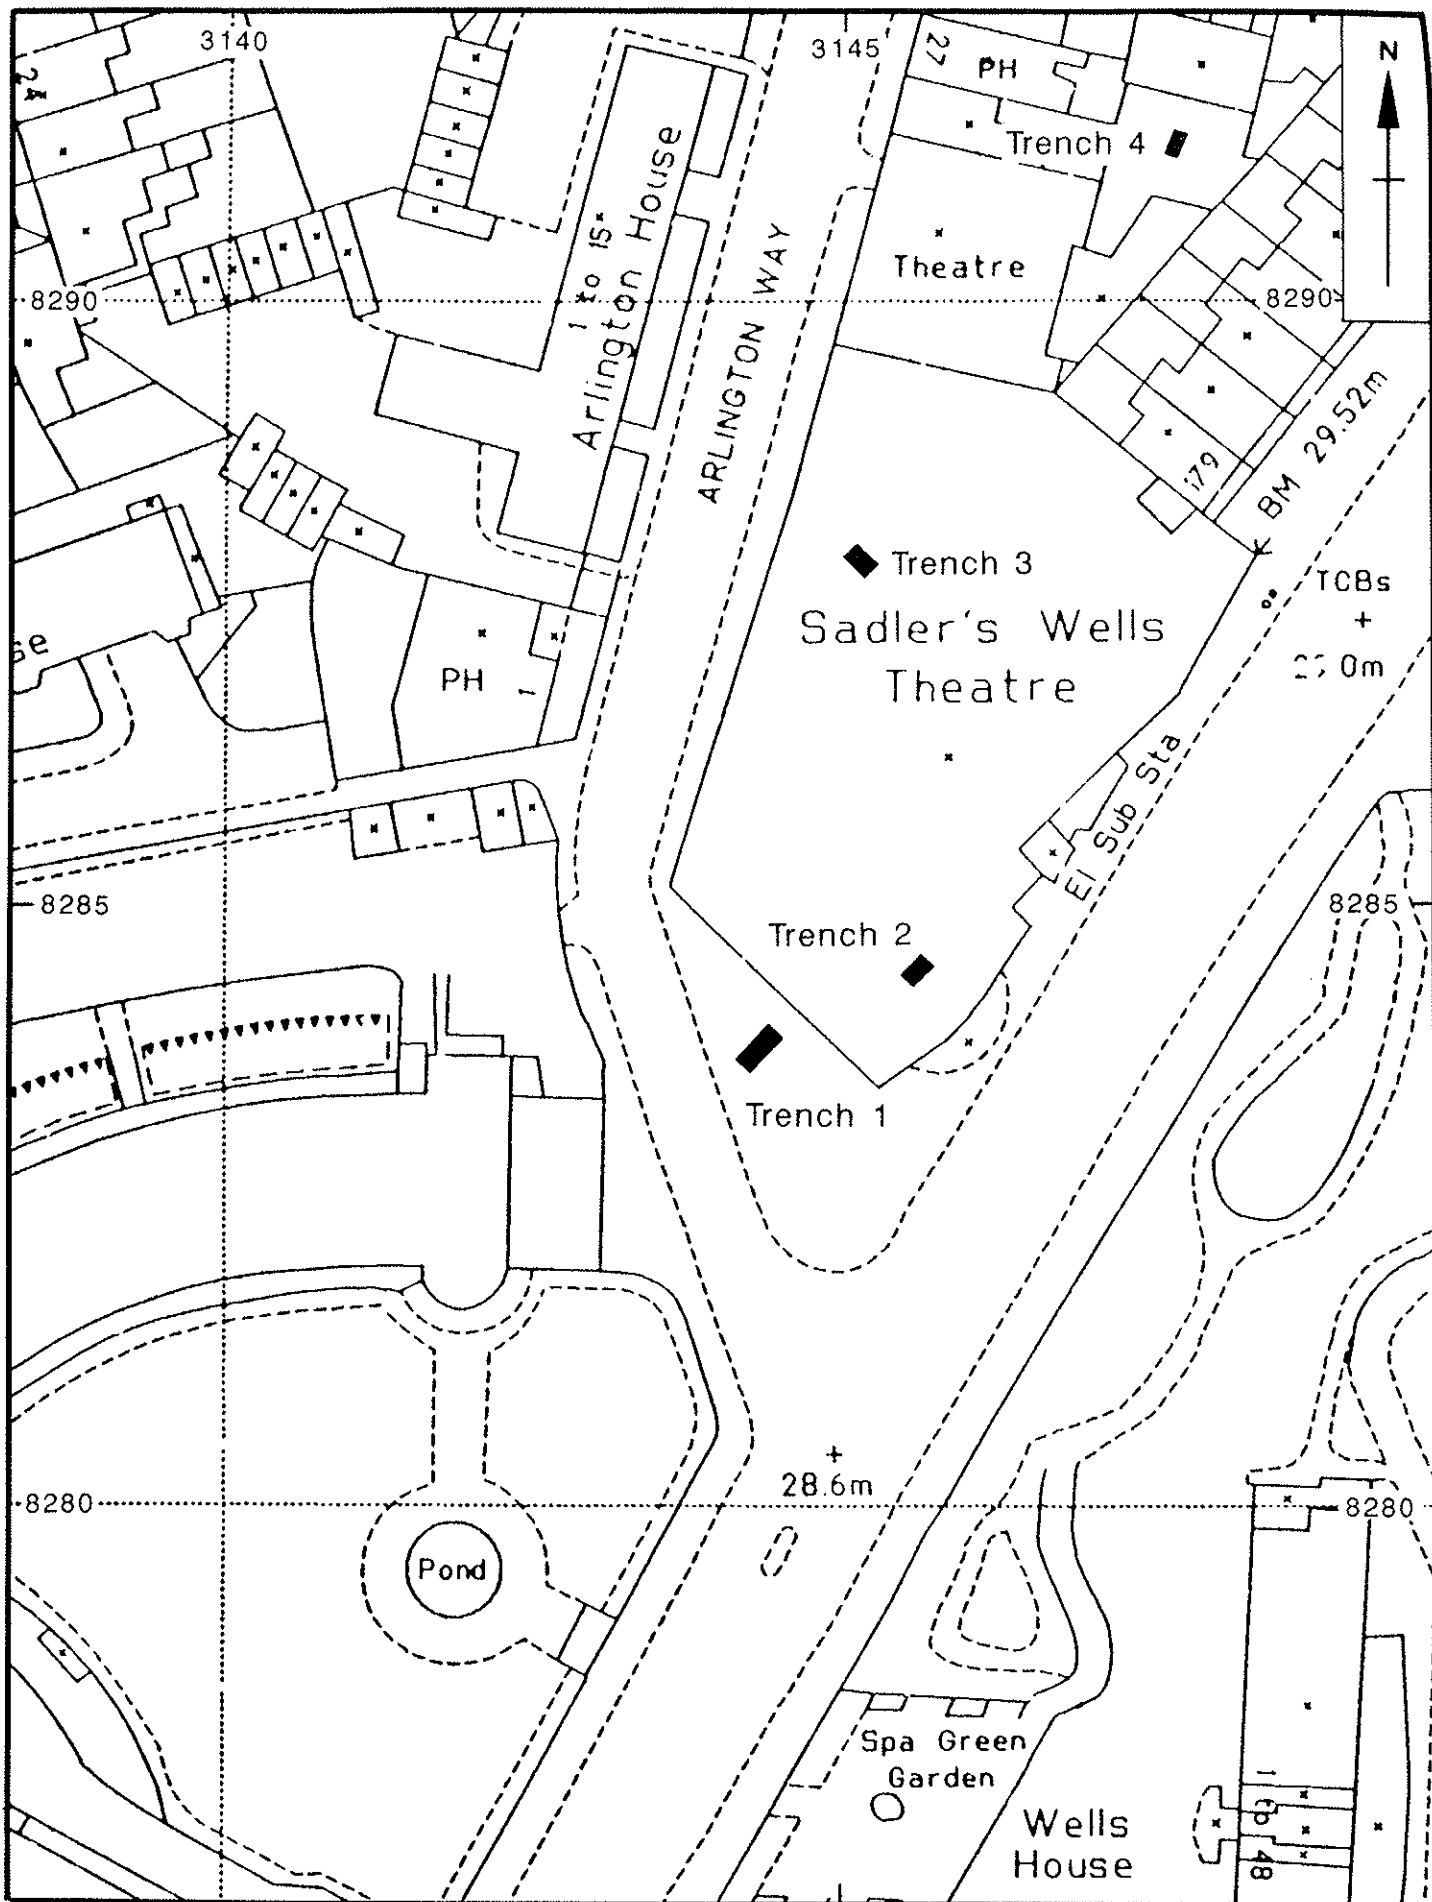 3140
3145
N
24
27
PH
Trench 4
1 to 15
Arlington House
ARLINGTON WAY
Theatre
8290
8290
179
BM 29.52m
Trench 3
TCBs
Sadler's Wells
Theatre
0m
PH
1
El Sub Sta
8285
8285
Trench 2
Trench 1
28.6m
8280
8280
Pond
Spa Green
Garden
Wells
House
1 to 48